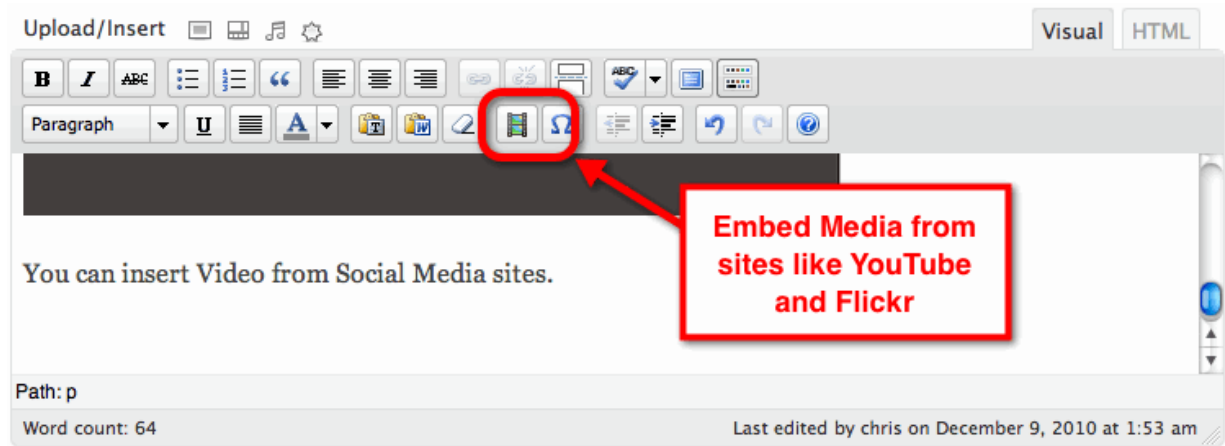 Upload/Insert Visual HTML
B I ABC ABC
Paragraph U A T W Ω ?
Embed Media from
sites like YouTube
and Flickr
You can insert Video from Social Media sites.
Path: p
Word count: 64 Last edited by chris on December 9, 2010 at 1:53 am